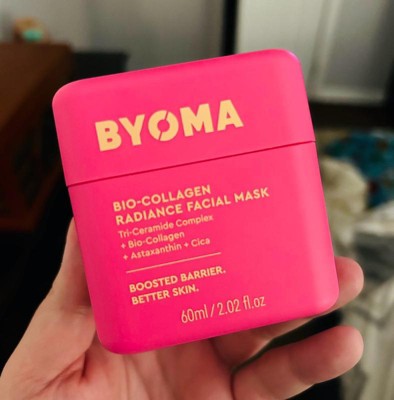 BYOMA
BIO-COLLAGEN
RADIANCE FACIAL MASK
Tri-Ceramide Complex
+ Bio-Collagen
+ Astaxanthin + Cica
BOOSTED BARRIER.
BETTER SKIN.
60ml / 2.02 fl.oz